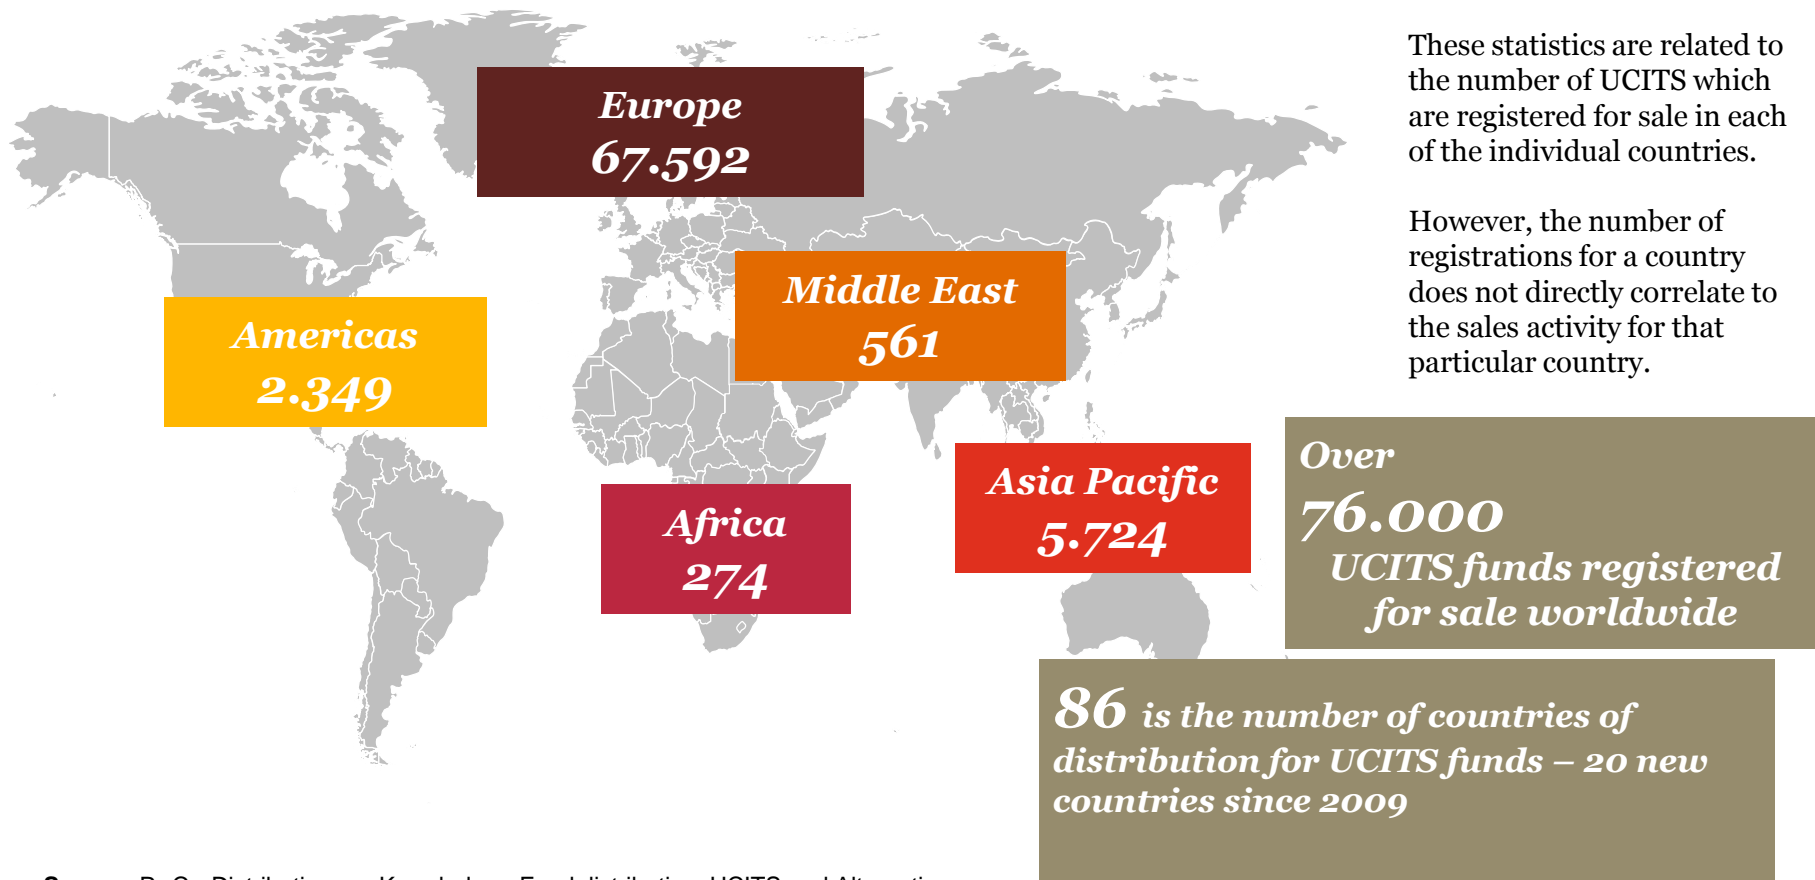 Europe
67.592
Middle East
561
Americas
2.349
Asia Pacific
5.724
Africa
274
These statistics are related to
the number of UCITS which
are registered for sale in each
of the individual countries.
However, the number of
registrations for a country
does not directly correlate to
the sales activity for that
particular country.
Over
76.000
UCITS funds registered
for sale worldwide
86 is the number of countries of
distribution for UCITS funds – 20 new
countries since 2009